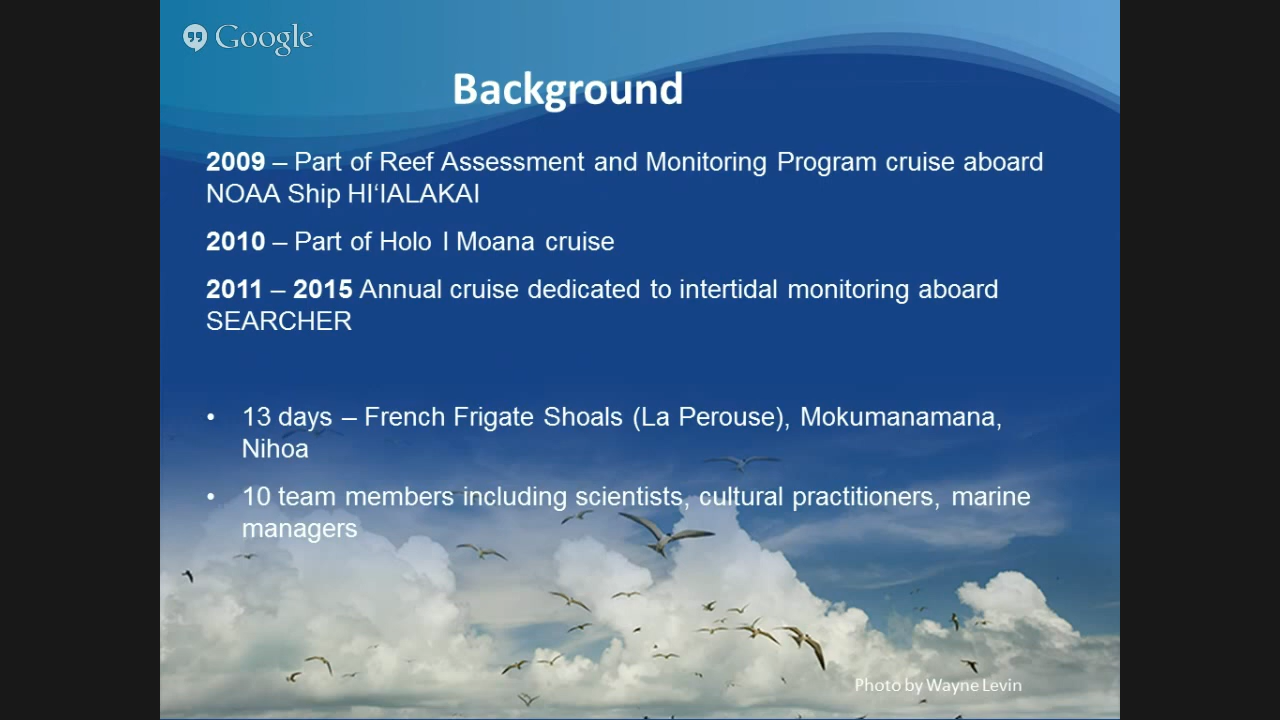 Google
Background
2009 – Part of Reef Assessment and Monitoring Program cruise aboard
NOAA Ship HI‘IALAKAI
2010 – Part of Holo I Moana cruise
2011 – 2015 Annual cruise dedicated to intertidal monitoring aboard
SEARCHER
• 13 days – French Frigate Shoals (La Perouse), Mokumanamana,
Nihoa
• 10 team members including scientists, cultural practitioners, marine
managers
Photo by Wayne Levin